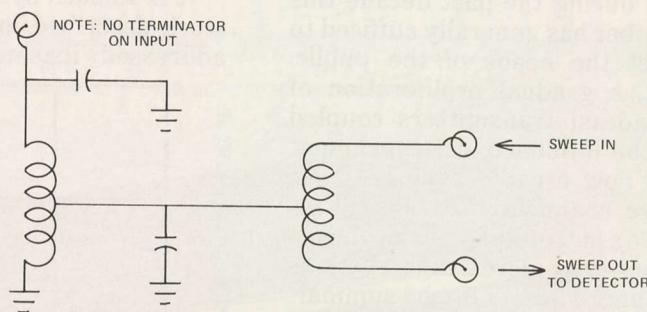 NOTE: NO TERMINATOR
ON INPUT
SWEEP IN
SWEEP OUT
TO DETECTOR